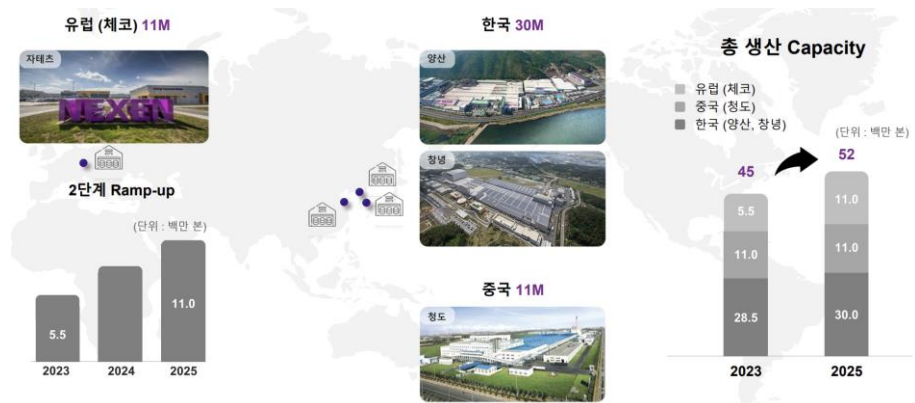 유럽 (체코) 11M
자테츠
NEXEN
2단계 Ramp-up
(단위 : 백만 본)
5.5
11.0
2023
2024
2025
한국 30M
양산
창녕
중국 11M
청도
총 생산 Capacity
유럽 (체코)
중국 (청도)
한국 (양산, 창녕)
(단위 : 백만 본)
45
52
5.5
11.0
11.0
11.0
28.5
30.0
2023
2025